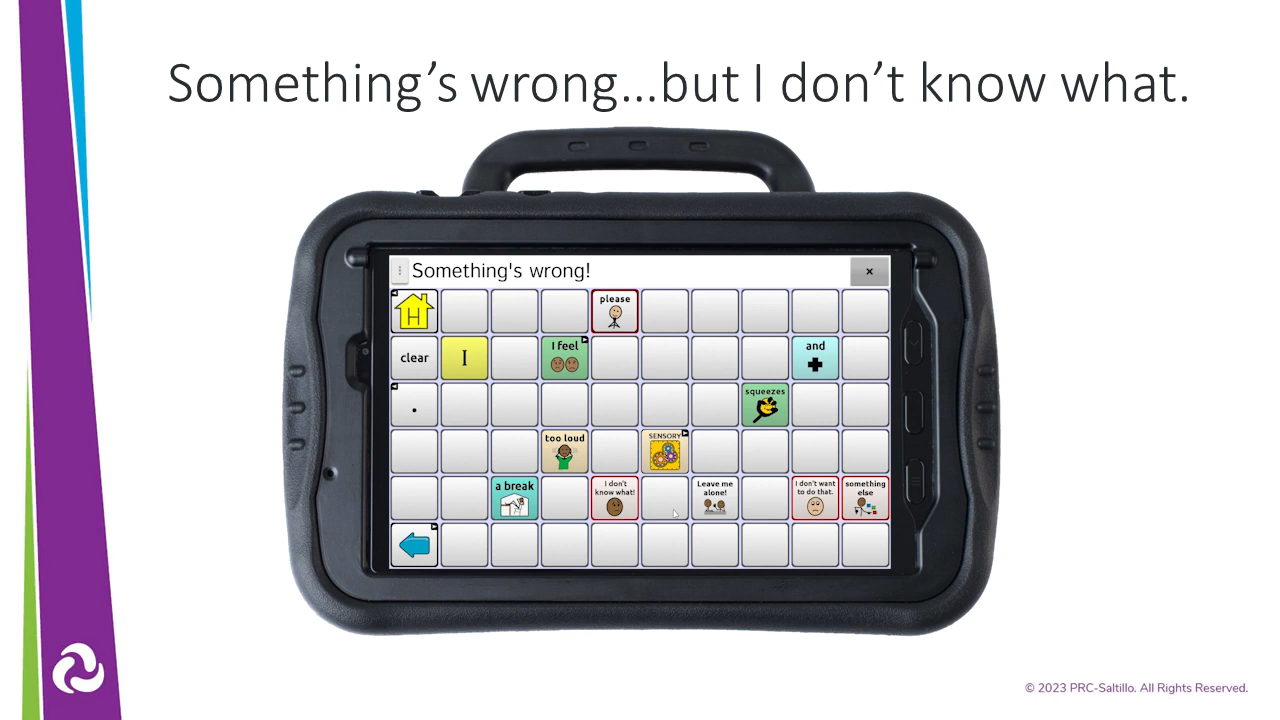 Something’s wrong…but I don’t know what.
Something's wrong!
×
H
please
clear
I
I feel
and
.
squeezes
too loud
SENSORY
a break
I don't
know what!
Leave me
alone!
I don't want
to do that.
something
else
© 2023 PRC-Saltillo. All Rights Reserved.